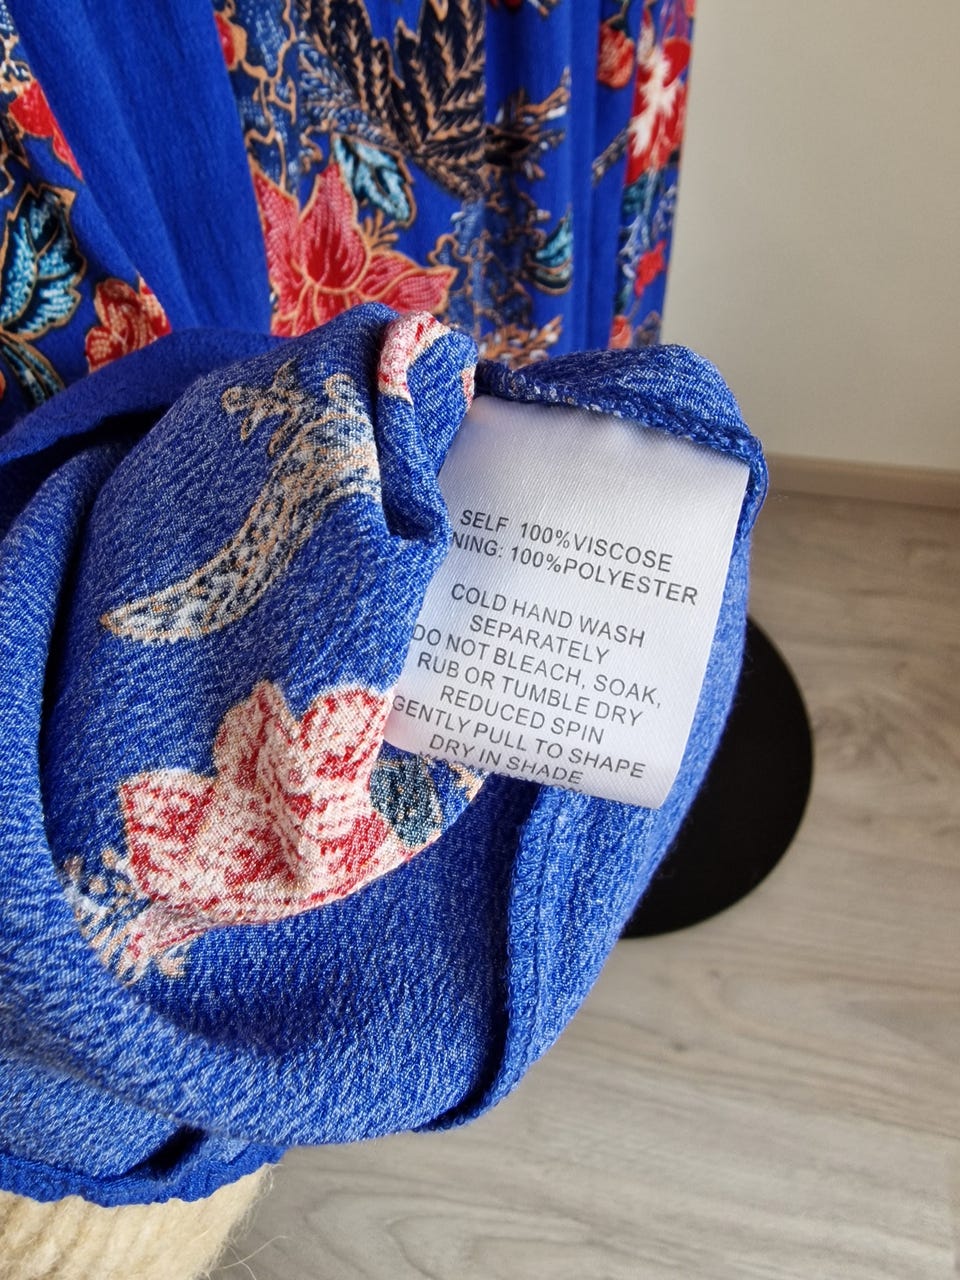 SELF 100%VISCOSE
NING: 100%POLYESTER
COLD HAND WASH
SEPARATELY
DO NOT BLEACH, SOAK,
RUB OR TUMBLE DRY
REDUCED SPIN
GENTLY PULL TO SHAPE
DRY IN SHADE